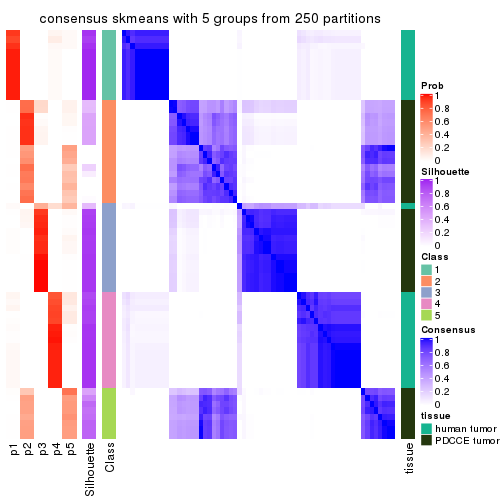 consensus skmeans with 5 groups from 250 partitions
p1
p2
p3
p4
p5
Silhouette
Class
tissue
Prob
1
0.8
0.6
0.4
0.2
0
Silhouette
1
0.8
0.6
0.4
0.2
0
Class
1
2
3
4
5
Consensus
1
0.8
0.6
0.4
0.2
0
tissue
human tumor
PDCCE tumor